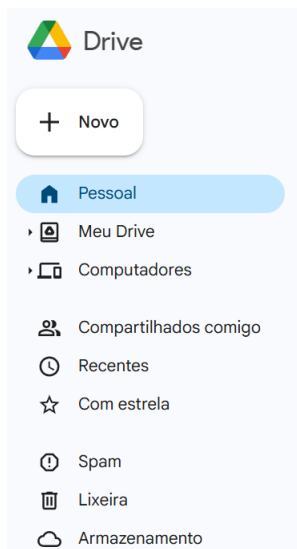 Drive
Novo
Pessoal
Meu Drive
Computadores
Compartilhados comigo
Recentes
Com estrela
Spam
Lixeira
Armazenamento